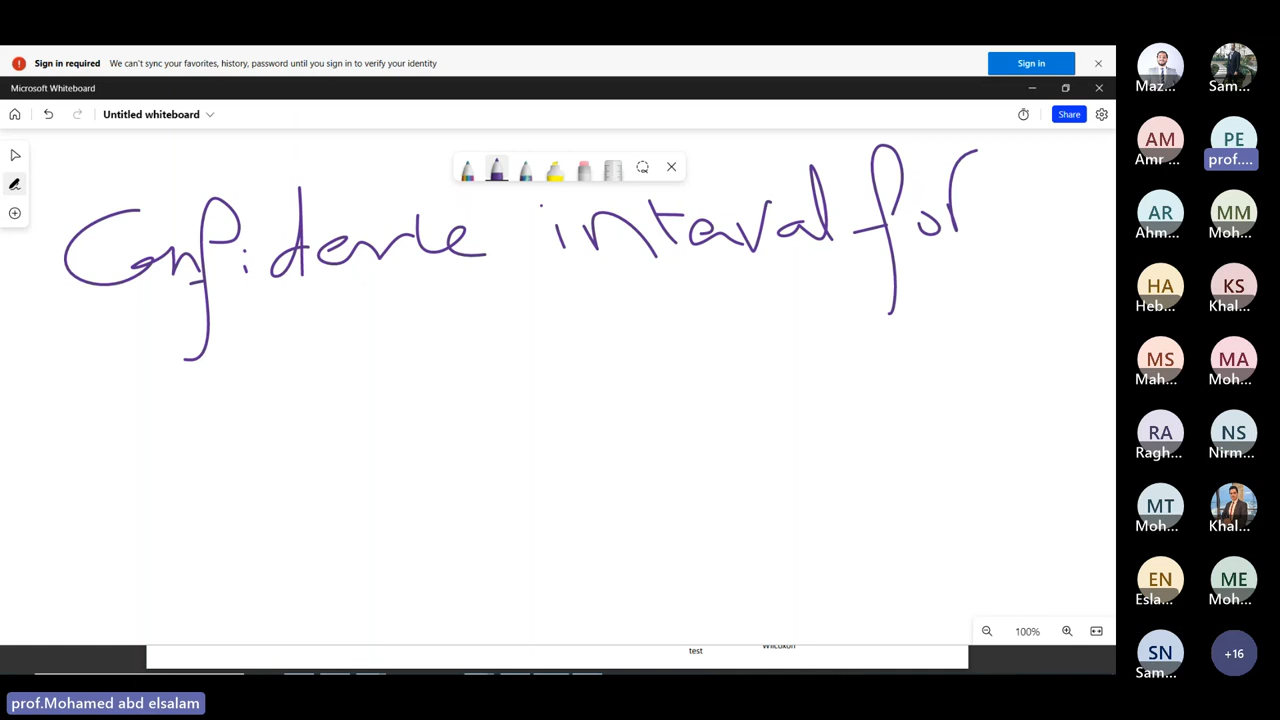 Sign in required We can't sync your favorites, history, password until you sign in to verify your identity Sign in
Microsoft Whiteboard
Untitled whiteboard Share
Confidence interval for
100%
test Wilcoxon
Maz... Sam...
AM PE
Amr ... prof....
AR MM
Ahm... Moh...
HA KS
Heb... Khal...
MS MA
Mah... Moh...
RA NS
Ragh... Nirm...
MT
Moh... Khal...
EN ME
Esla... Moh...
SN +16
Sam...
prof.Mohamed abd elsalam